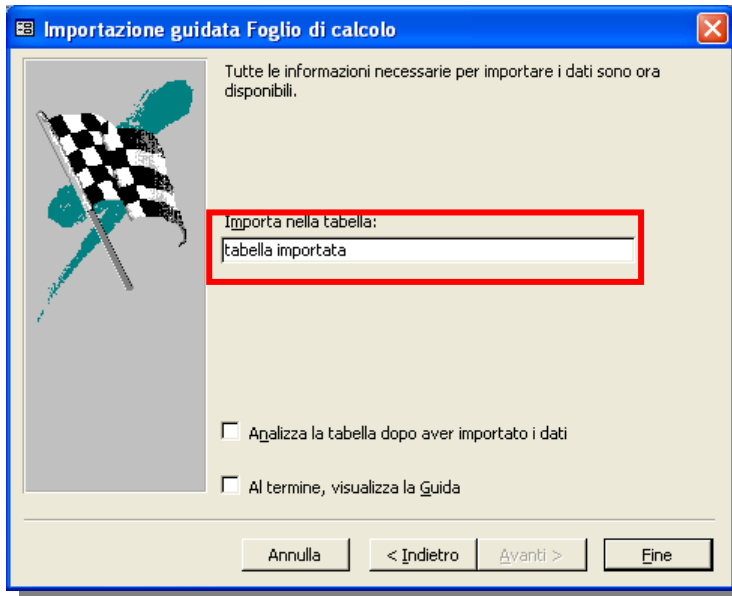 Importazione guidata Foglio di calcolo
Tutte le informazioni necessarie per importare i dati sono ora
disponibili.
Importa nella tabella:
tabella importata
Analizza la tabella dopo aver importato i dati
Al termine, visualizza la Guida
Annulla
< Indietro
Avanti >
Fine